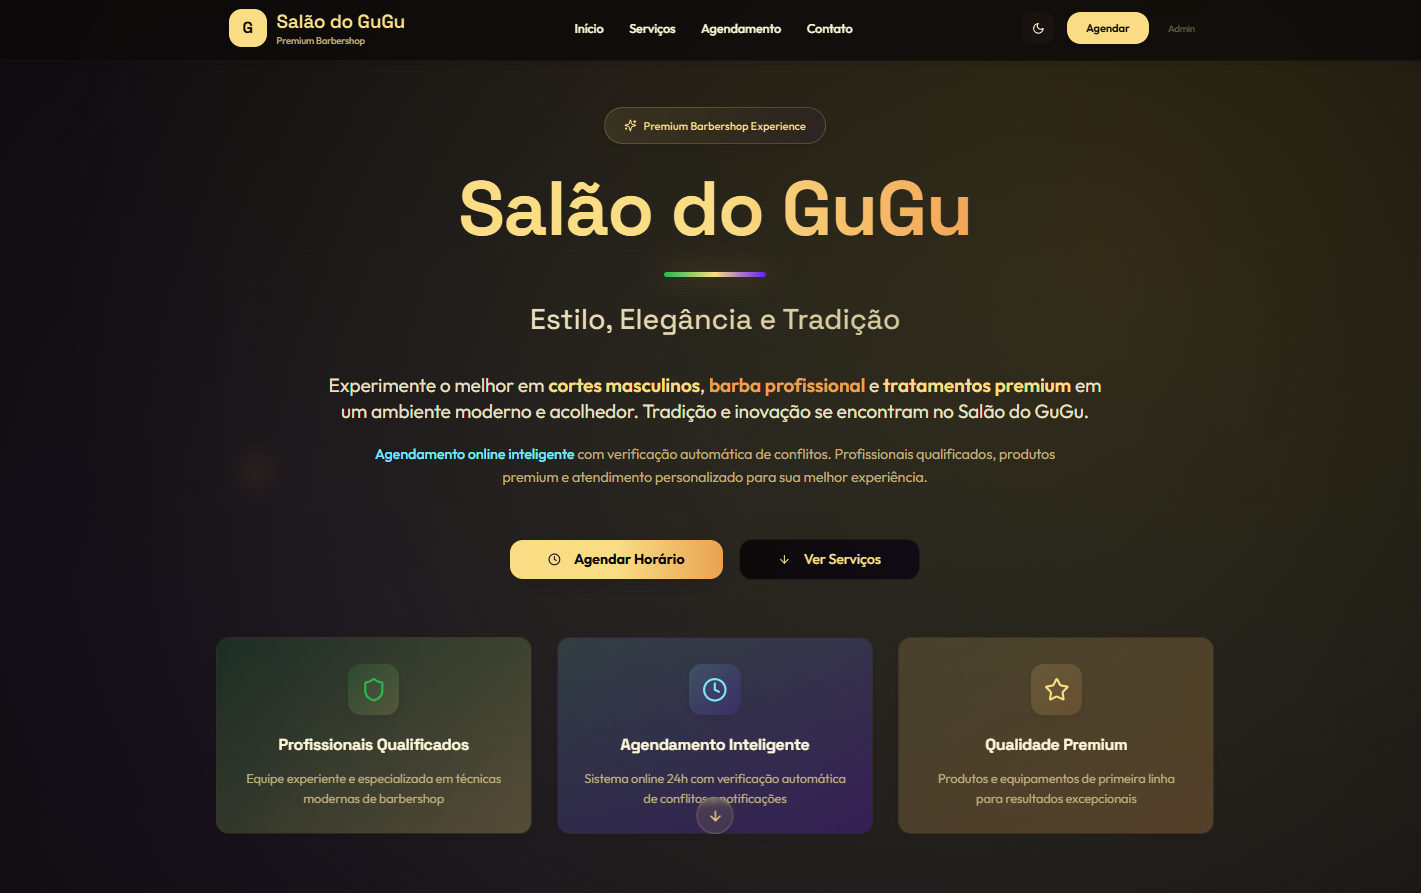 G
Salão do GuGu
Premium Barbershop
Início
Serviços
Agendamento
Contato
Agendar
Admin
Premium Barbershop Experience
Salão do GuGu
Estilo, Elegância e Tradição
Experimente o melhor em cortes masculinos, barba profissional e tratamentos premium em
um ambiente moderno e acolhedor. Tradição e inovação se encontram no Salão do GuGu.
Agendamento online inteligente com verificação automática de conflitos. Profissionais qualificados, produtos
premium e atendimento personalizado para sua melhor experiência.
Agendar Horário
Ver Serviços
Profissionais Qualificados
Equipe experiente e especializada em técnicas
modernas de barbershop
Agendamento Inteligente
Sistema online 24h com verificação automática
de conflitos e notificações
Qualidade Premium
Produtos e equipamentos de primeira linha
para resultados excepcionais